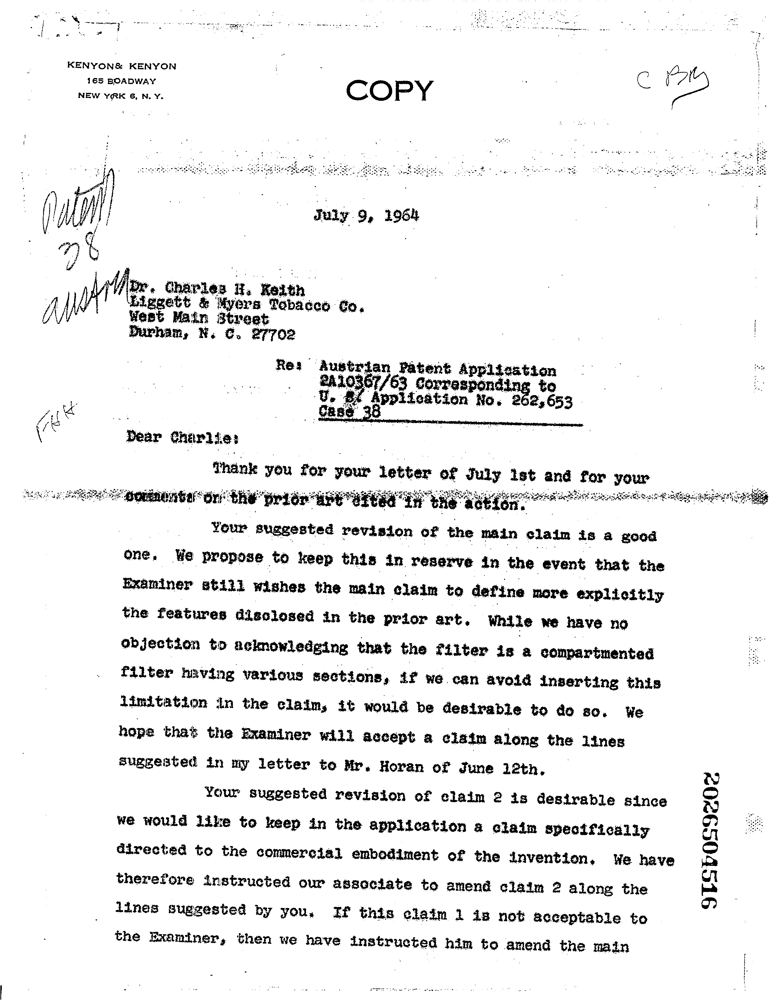 KENYON& KENYON
165 BROADWAY
NEW YORK 6, N. Y.
COPY
C
Patent
38
Austria
July 9, 1964
Dr. Charles H. Keith
Liggett & Myers Tobacco Co.
West Main Street
Durham, N. C. 27702
Re: Austrian Patent Application
2A10367/63 Corresponding to
U. S. Application No. 262,653
Case 38
FHH
Dear Charlie:
Thank you for your letter of July 1st and for your
comments on the prior art cited in the action.
Your suggested revision of the main claim is a good
one. We propose to keep this in reserve in the event that the
Examiner still wishes the main claim to define more explicitly
the features disclosed in the prior art. While we have no
objection to acknowledging that the filter is a compartmented
filter having various sections, if we can avoid inserting this
limitation in the claim, it would be desirable to do so. We
hope that the Examiner will accept a claim along the lines
suggested in my letter to Mr. Horan of June 12th.
Your suggested revision of claim 2 is desirable since
we would like to keep in the application a claim specifically
directed to the commercial embodiment of the invention. We have
therefore instructed our associate to amend claim 2 along the
lines suggested by you. If this claim 1 is not acceptable to
the Examiner, then we have instructed him to amend the main
2026504516